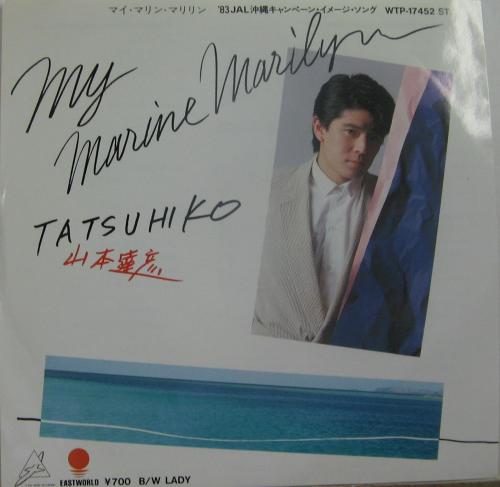 マイ・マリン・マリリン '83 JAL沖縄キャンペーン・イメージ・ソング WTP-17452 ST
My
Marine Marilyn
TATSUHIKO
山本達彦
EASTWORLD ¥700 B/W LADY